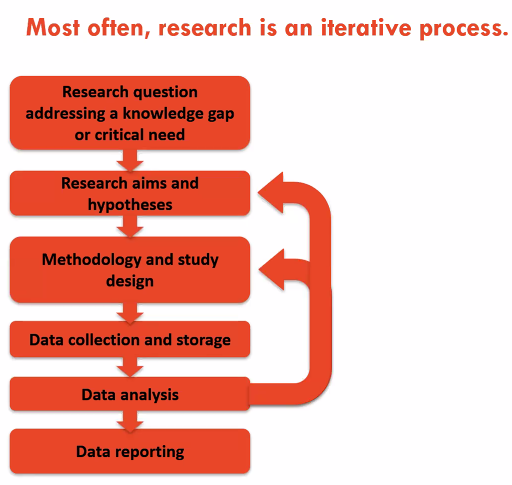 Most often, research is an iterative process.
Research question
addressing a knowledge gap
or critical need
Research aims and
hypotheses
Methodology and study
design
Data collection and storage
Data analysis
Data reporting